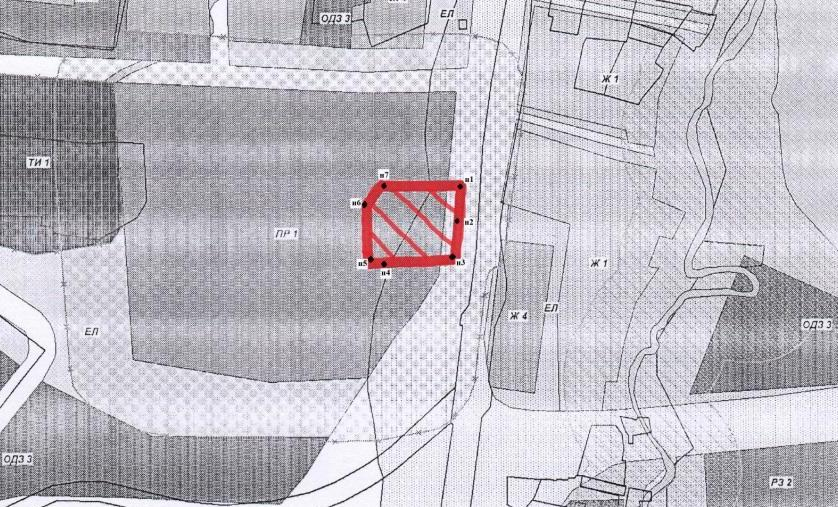 ЕЛ
ОДЗ 3
Ж 1
ТИ 1
н7
н1
н6
н2
ПР 1
н5
н4
н3
Ж 1
ЕЛ
Ж 4
ОДЗ 3
ЕЛ
ОДЗ 3
РЗ 2